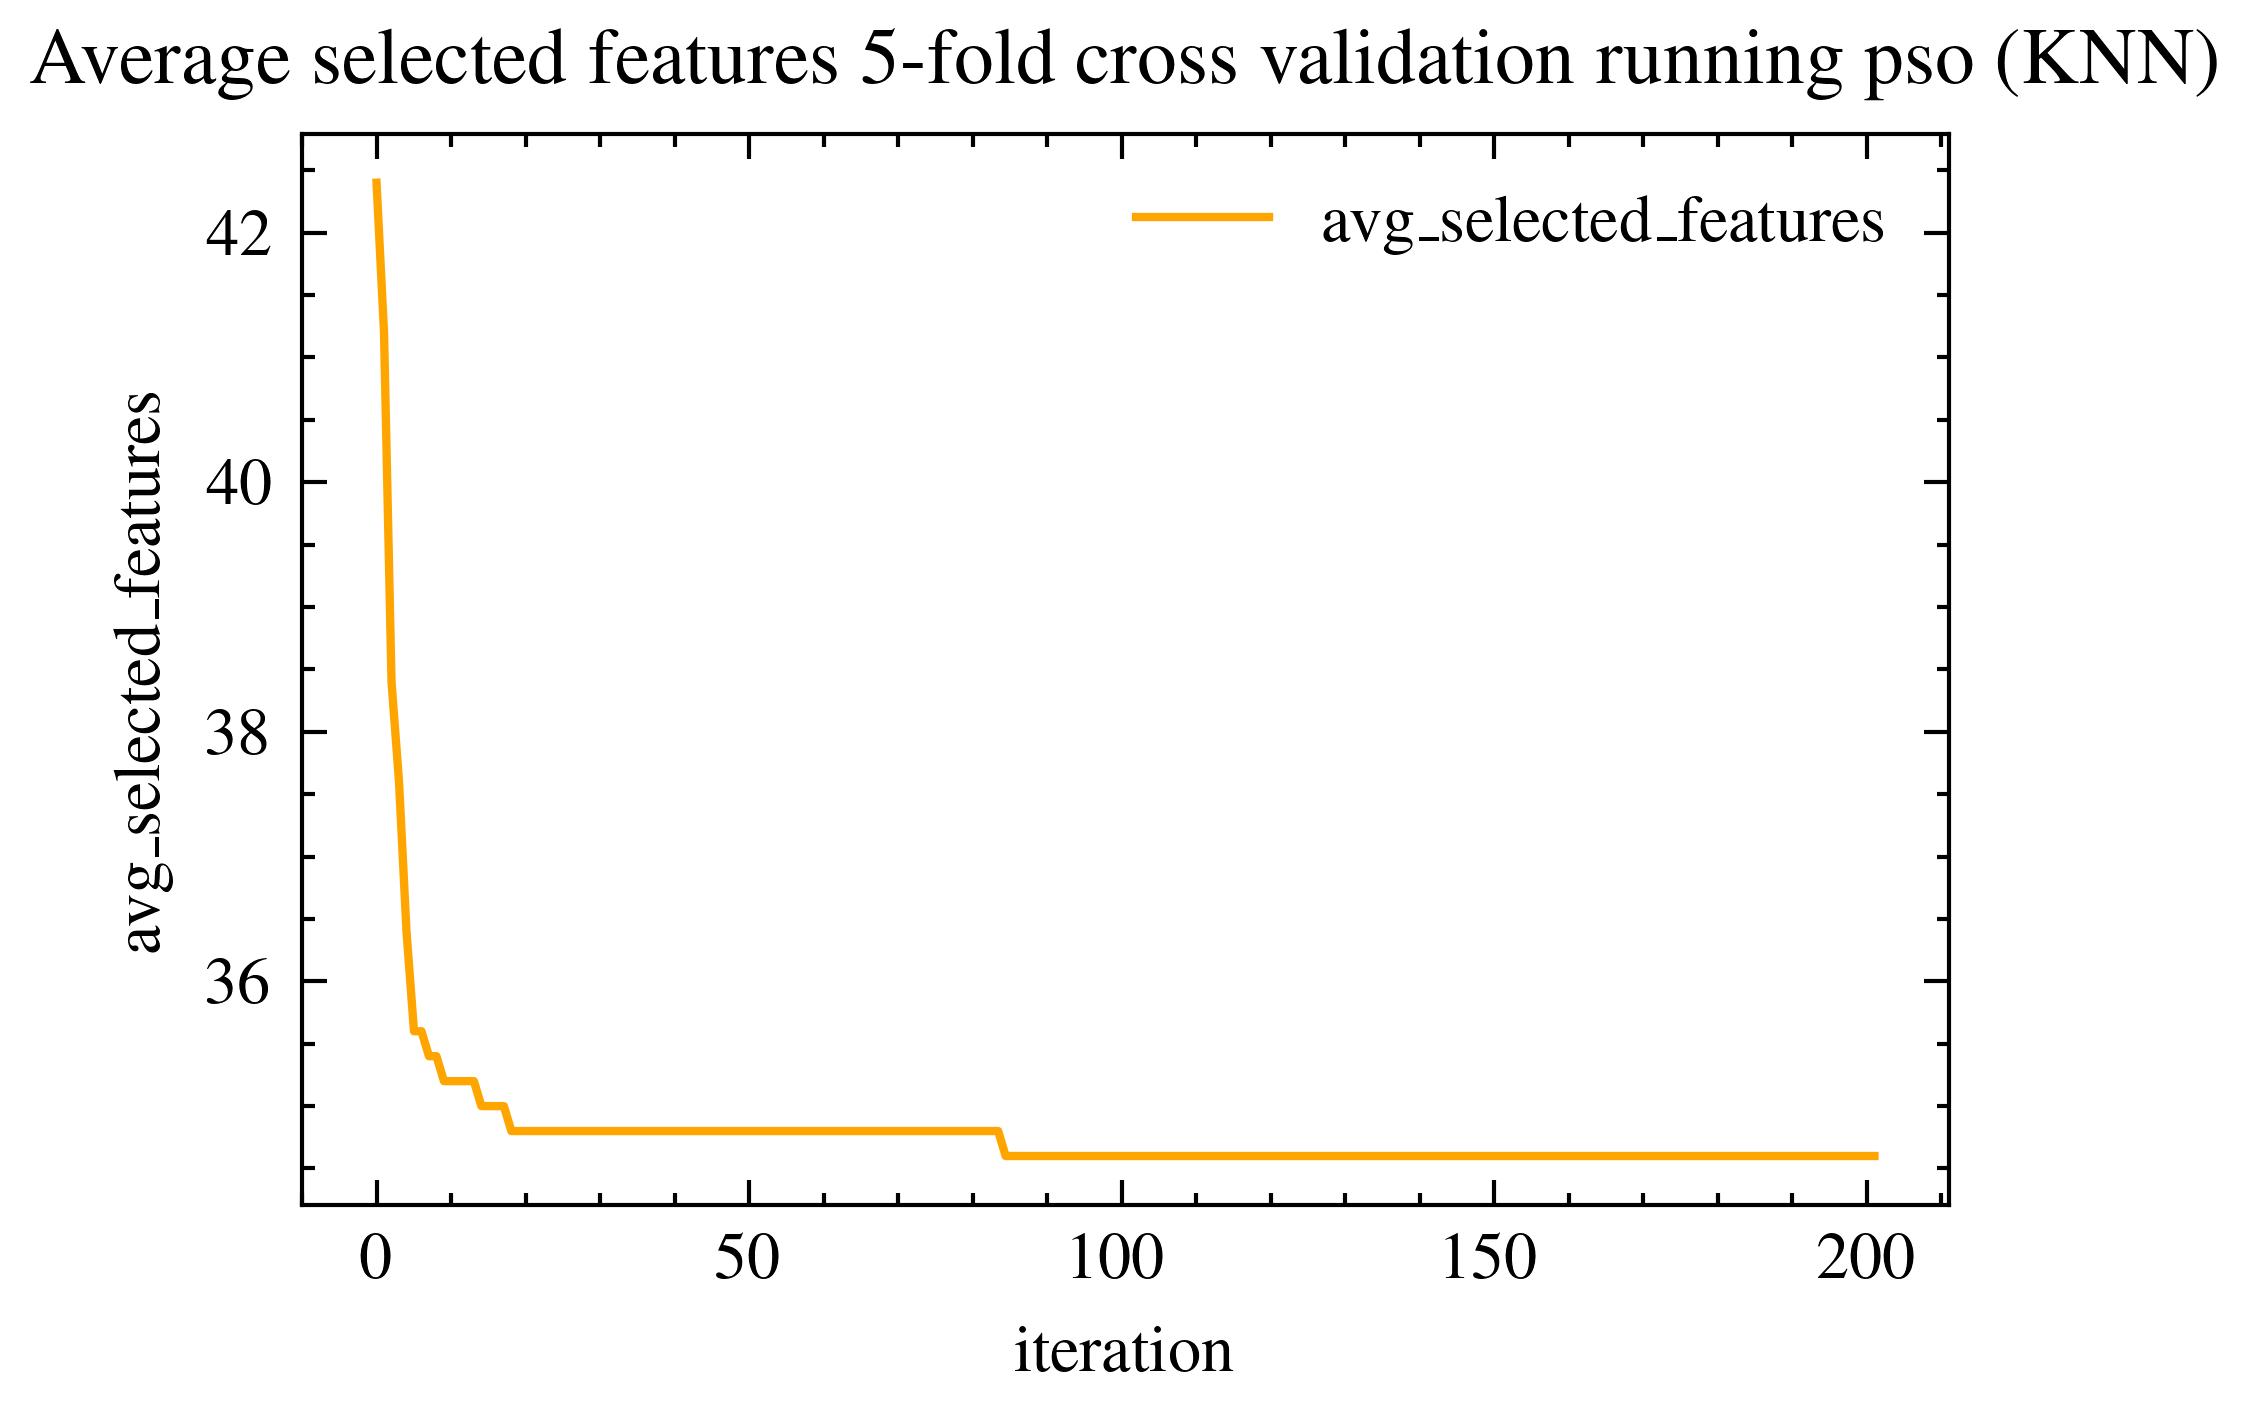 Average selected features 5-fold cross validation running pso (KNN)
avg_selected_features
42
40
38
36
avg_selected_features
0
50
100
150
200
iteration